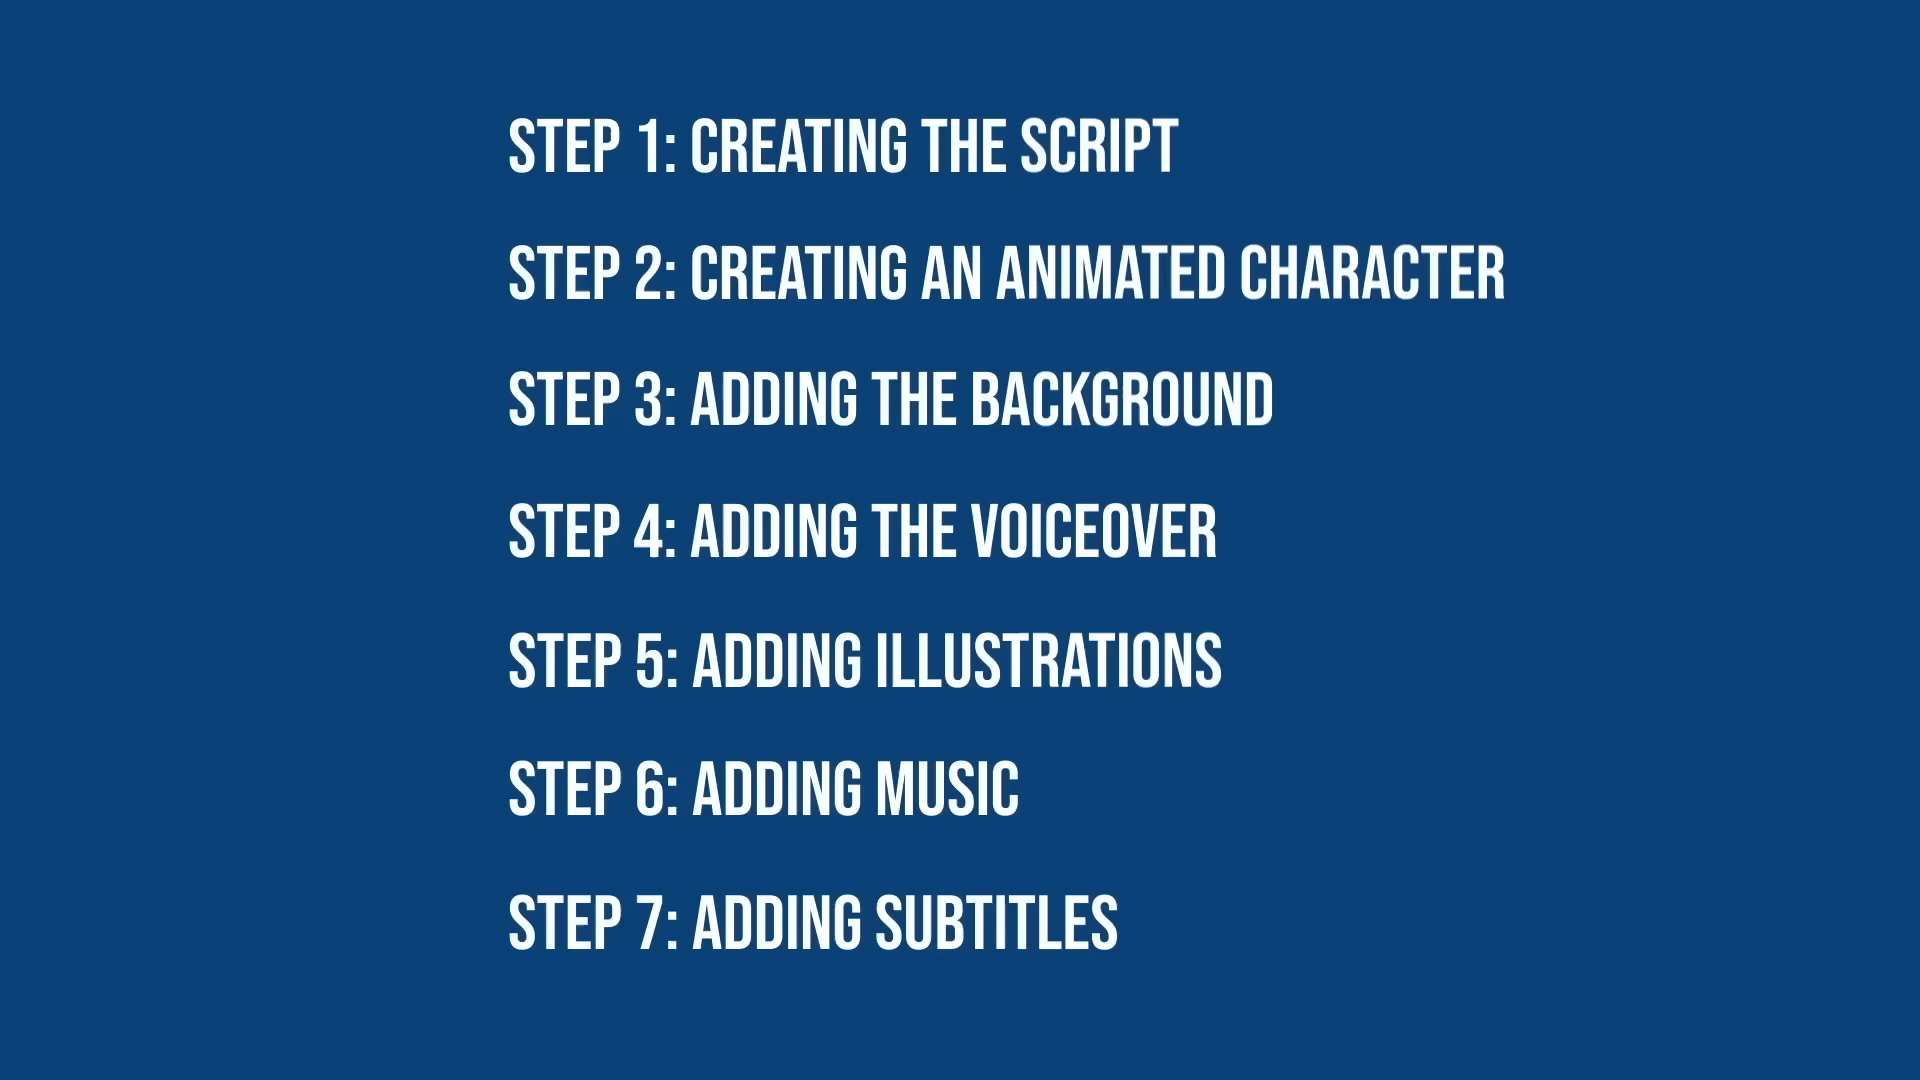 STEP 1: CREATING THE SCRIPT
STEP 2: CREATING AN ANIMATED CHARACTER
STEP 3: ADDING THE BACKGROUND
STEP 4: ADDING THE VOICEOVER
STEP 5: ADDING ILLUSTRATIONS
STEP 6: ADDING MUSIC
STEP 7: ADDING SUBTITLES